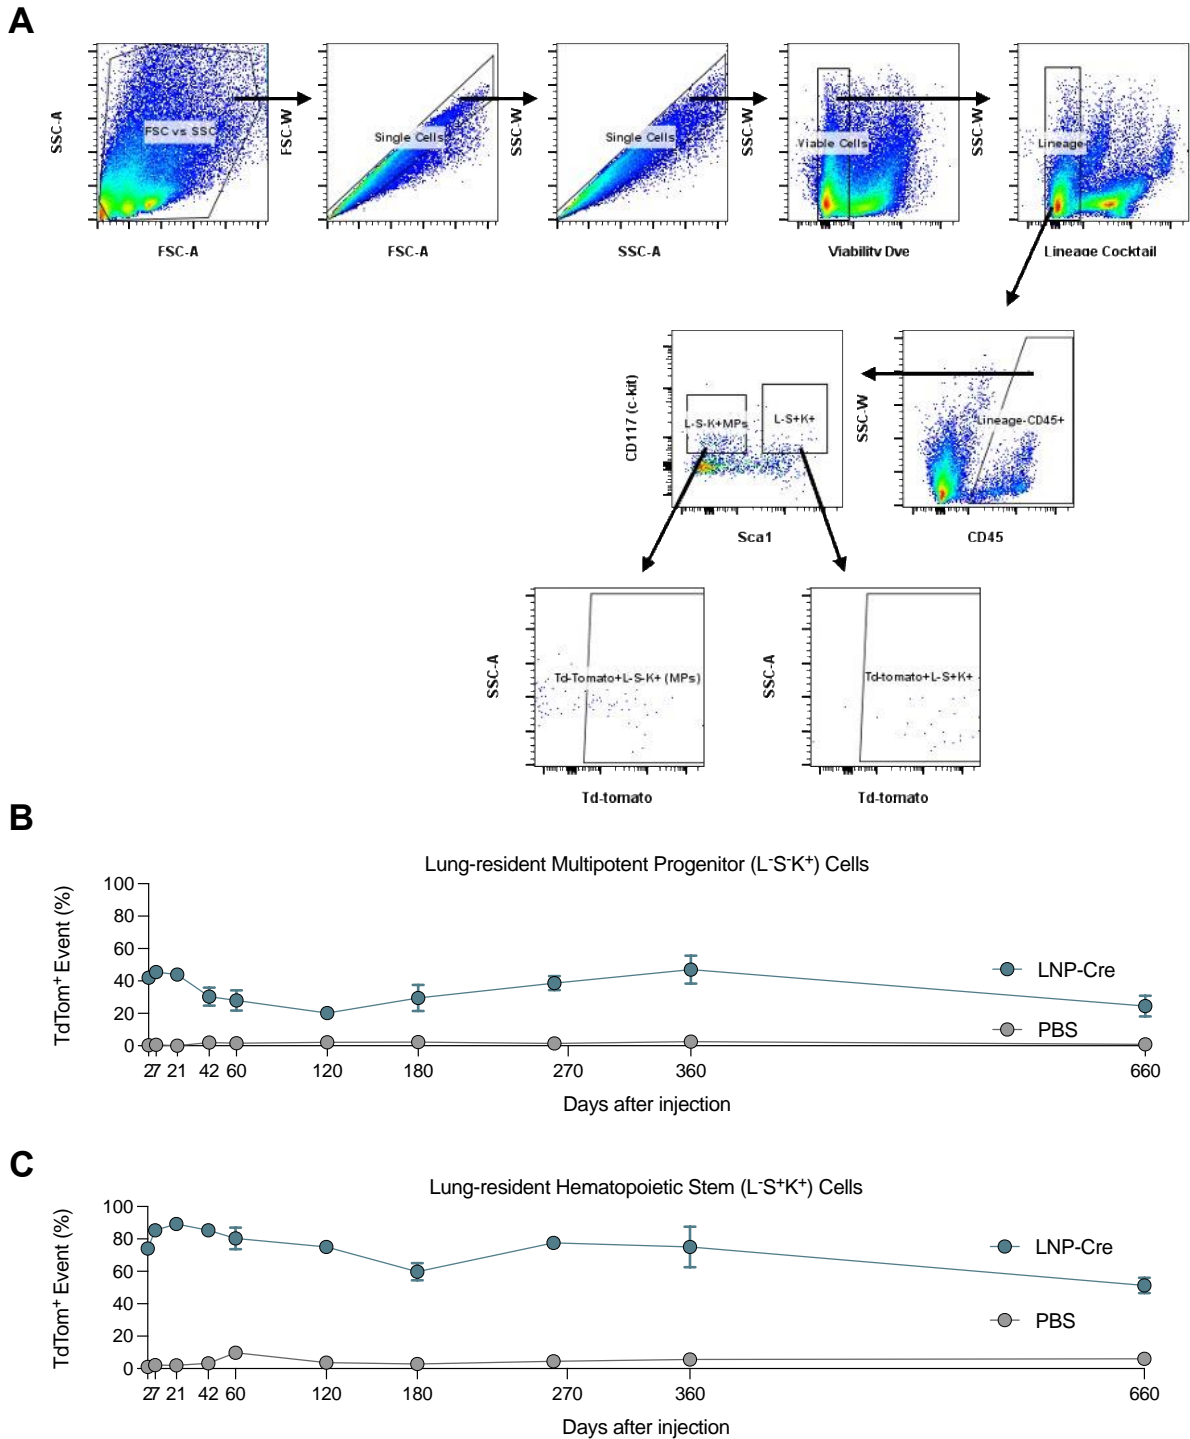 A
SSC-A
FSC vs SSC
FSC-A
FSC-W
Single Cells
FSC-A
SSC-W
Single Cells
SSC-A
SSC-W
Viable Cells
Viability Dye
SSC-W
Lineage-
Lineage Cocktail
CD117 (c-kit)
L-S-K+MPs
L-S+K+
Sca1
SSC-W
Lineage-CD45+
CD45
SSC-A
Td-Tomato+L-S-K+ (MPs)
Td-tomato
SSC-A
Td-tomato+L-S+K+
Td-tomato
B
Lung-resident Multipotent Progenitor (L⁻S⁻K⁺) Cells
TdTom⁺ Event (%)
100
80
60
40
20
0
LNP-Cre
PBS
2 7 21 42 60 120 180 270 360 660
Days after injection
C
Lung-resident Hematopoietic Stem (L⁻S⁺K⁺) Cells
TdTom⁺ Event (%)
100
80
60
40
20
0
LNP-Cre
PBS
2 7 21 42 60 120 180 270 360 660
Days after injection